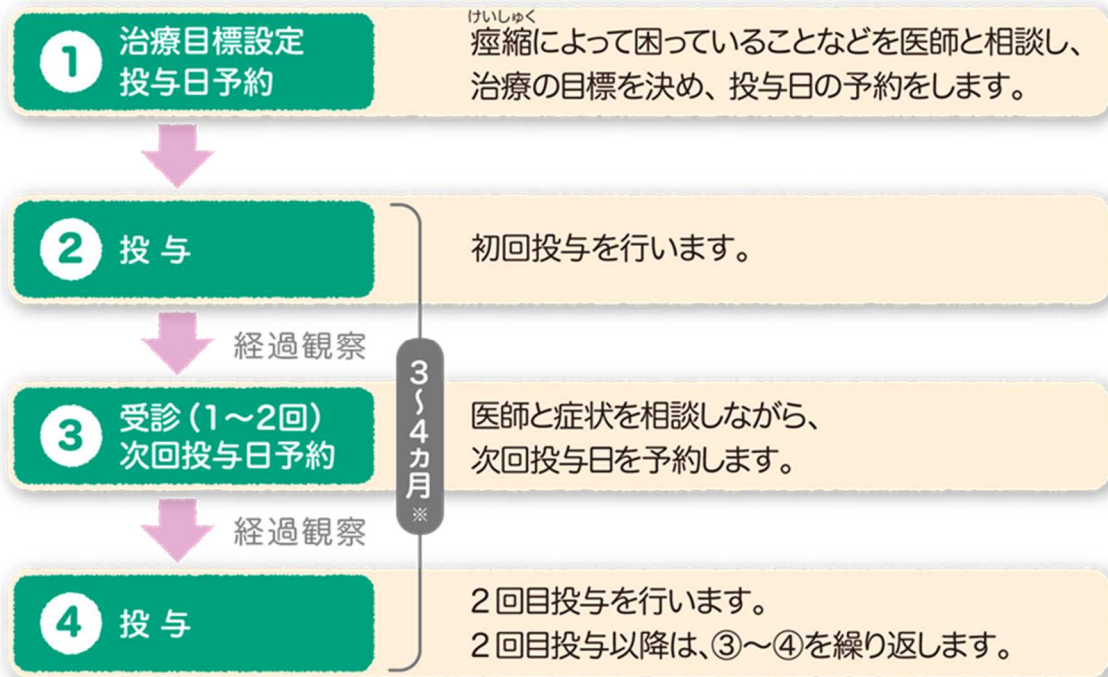 1 治療目標設定
投与日予約
けいしゅく
痙縮によって困っていることなどを医師と相談し、
治療の目標を決め、投与日の予約をします。
2 投与
初回投与を行います。
経過観察
3〜4ヵ月※
3 受診(1〜2回)
次回投与日予約
医師と症状を相談しながら、
次回投与日を予約します。
経過観察
4 投与
2回目投与を行います。
2回目投与以降は、③〜④を繰り返します。